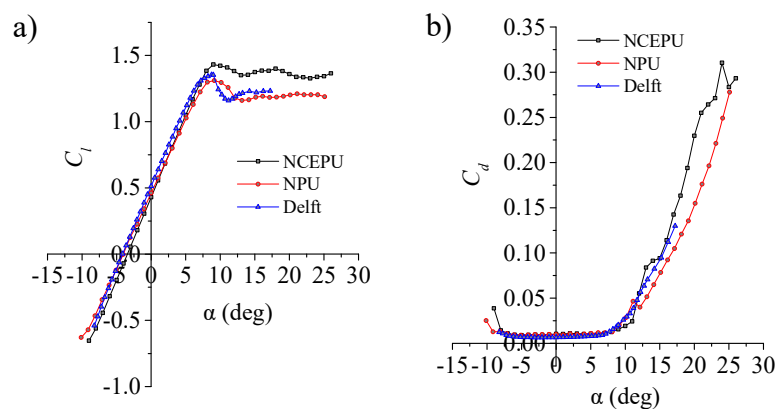 a)
C_l
1.5
1.0
0.5
0.0
-0.5
-1.0
-15 -10 -5 0 5 10 15 20 25 30
α (deg)
NCEPU
NPU
Delft
b)
C_d
0.35
0.30
0.25
0.20
0.15
0.10
0.05
0.00
-15 -10 -5 0 5 10 15 20 25 30
α (deg)
NCEPU
NPU
Delft